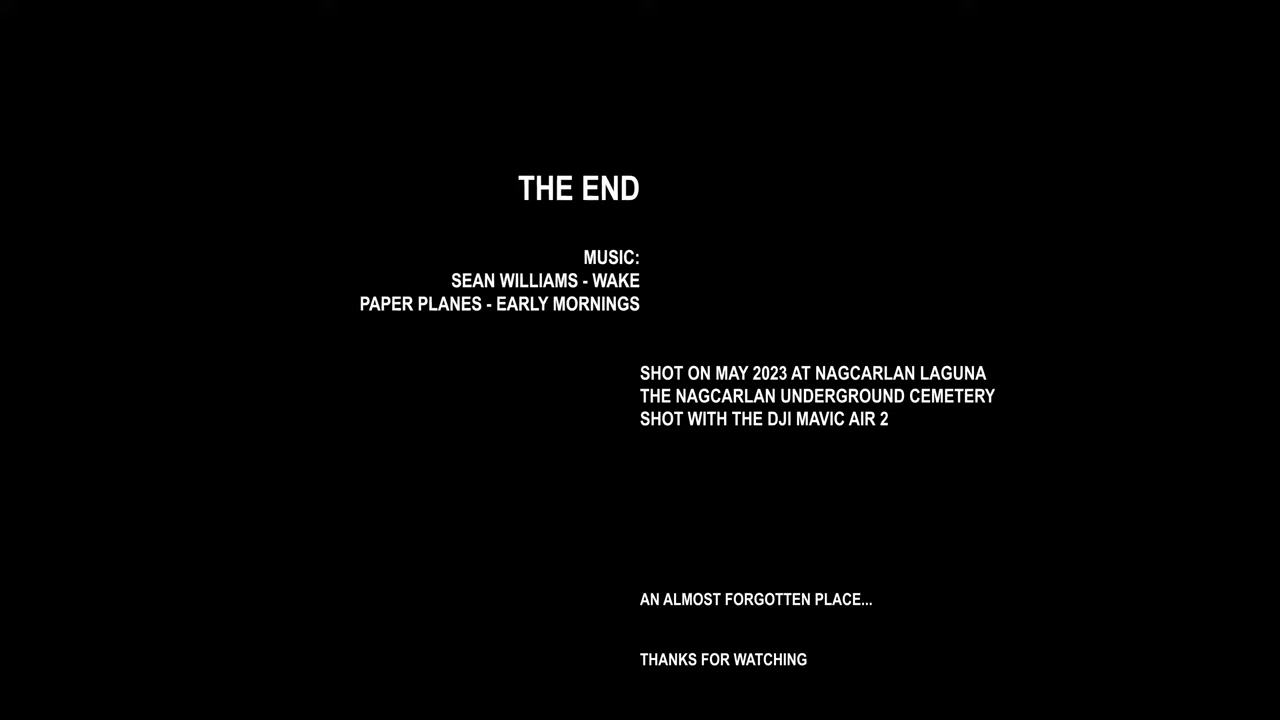 THE END
MUSIC:
SEAN WILLIAMS - WAKE
PAPER PLANES - EARLY MORNINGS
SHOT ON MAY 2023 AT NAGCARLAN LAGUNA
THE NAGCARLAN UNDERGROUND CEMETERY
SHOT WITH THE DJI MAVIC AIR 2
AN ALMOST FORGOTTEN PLACE...
THANKS FOR WATCHING